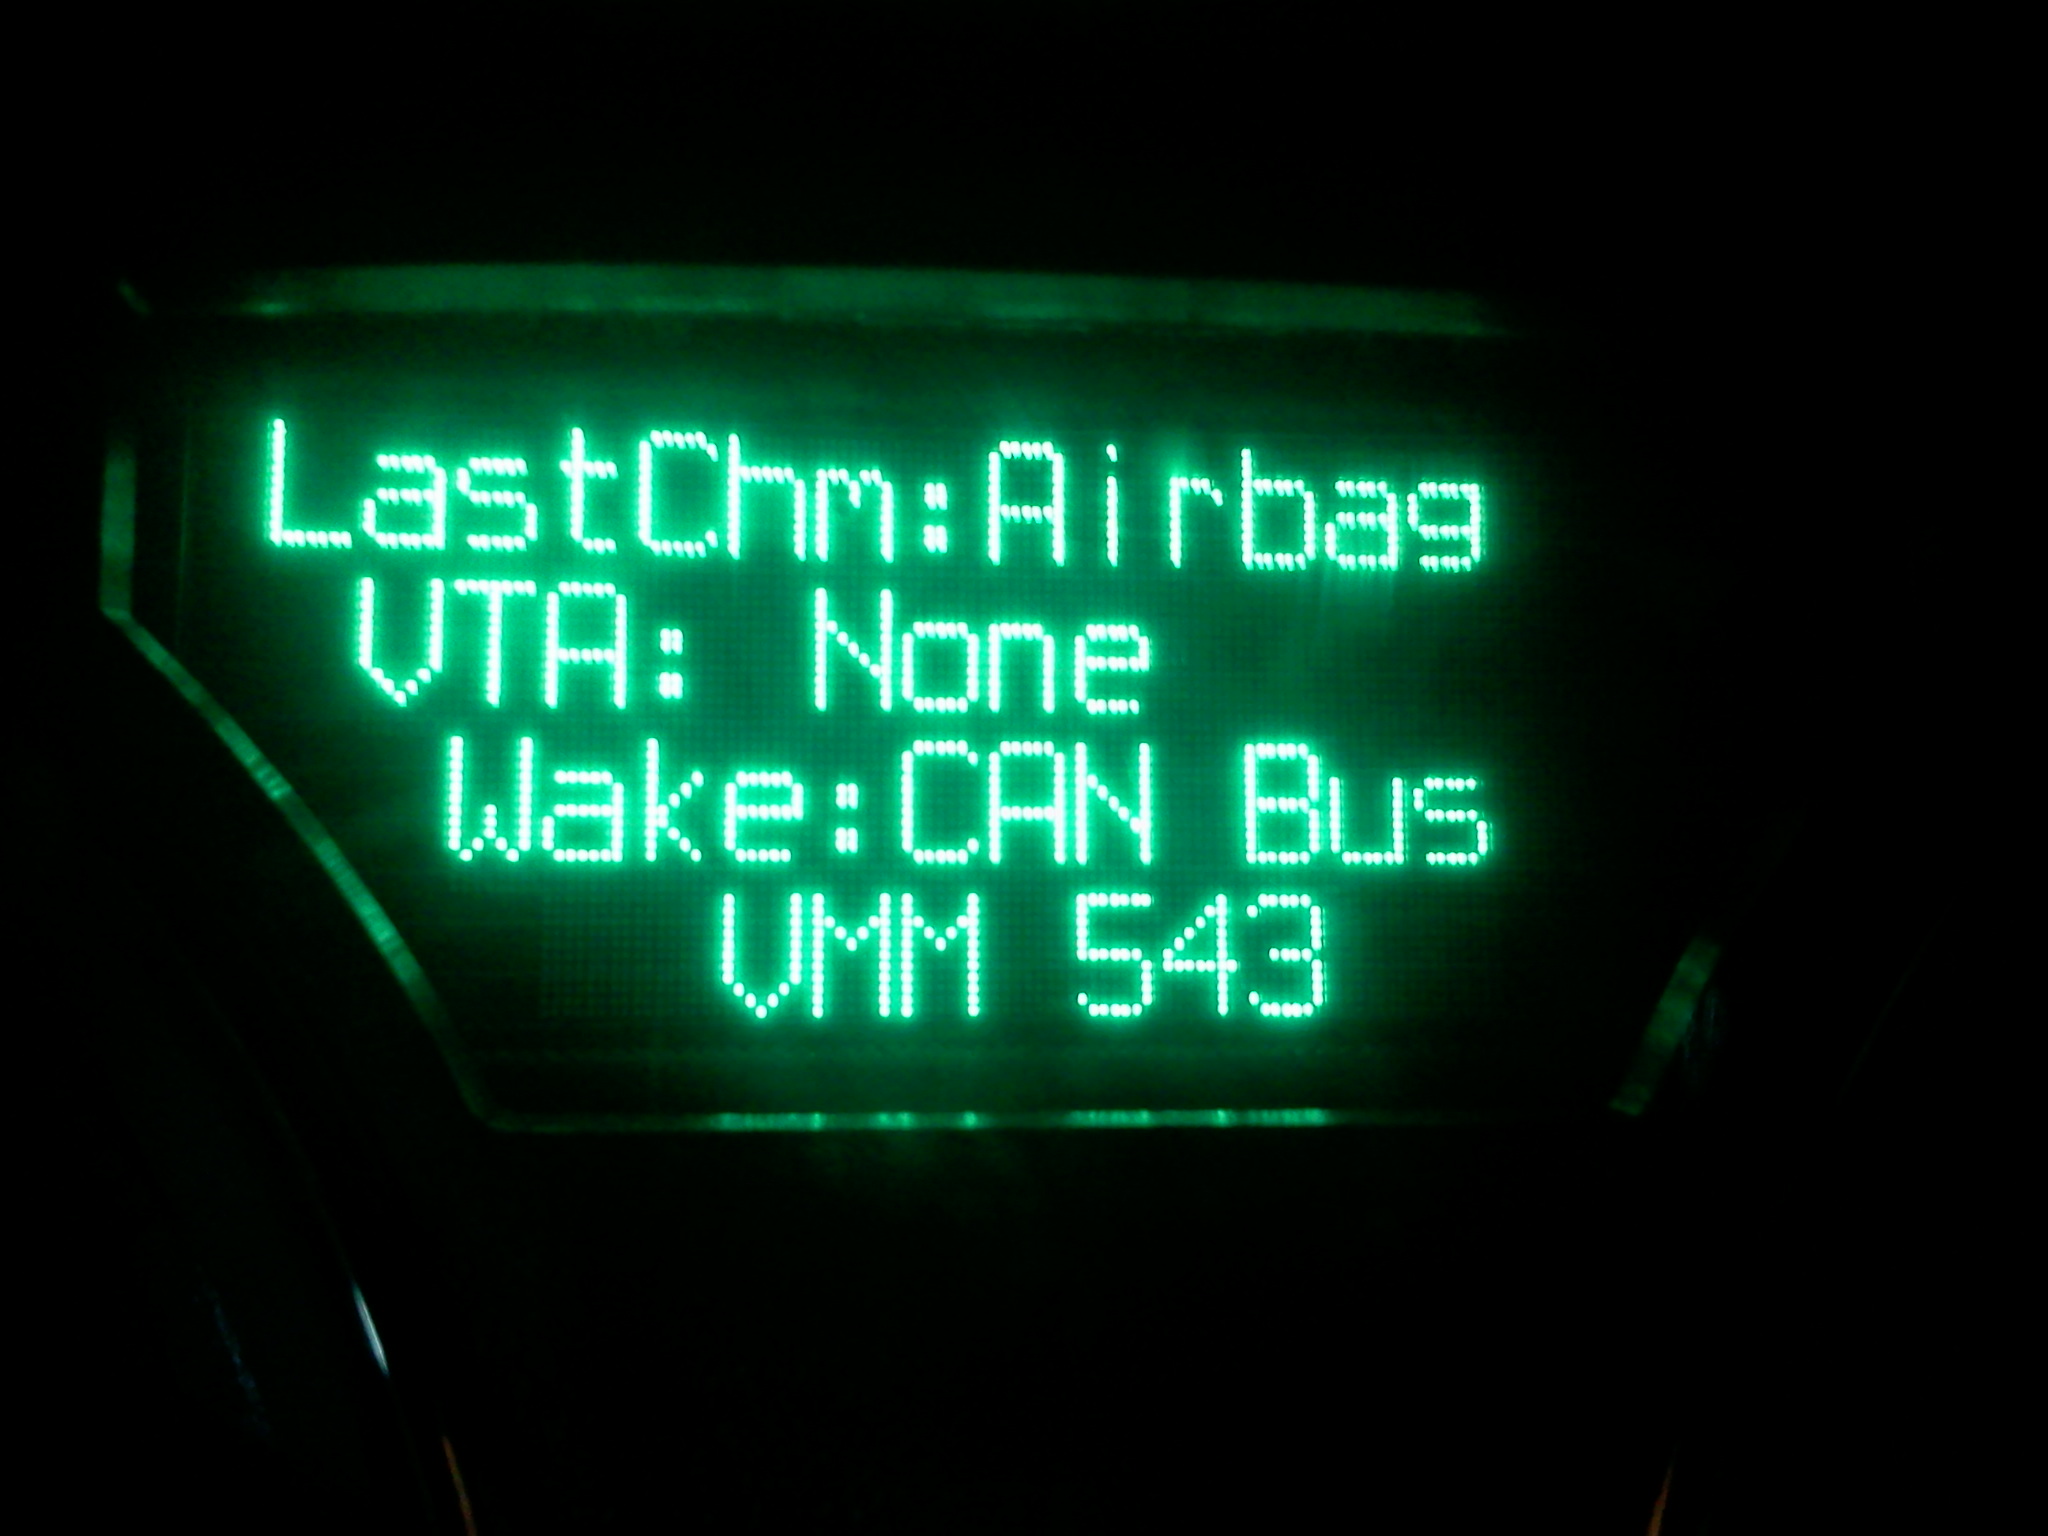 LastChm:Airbag
VTA: None
Wake:CAN Bus
VMM 543